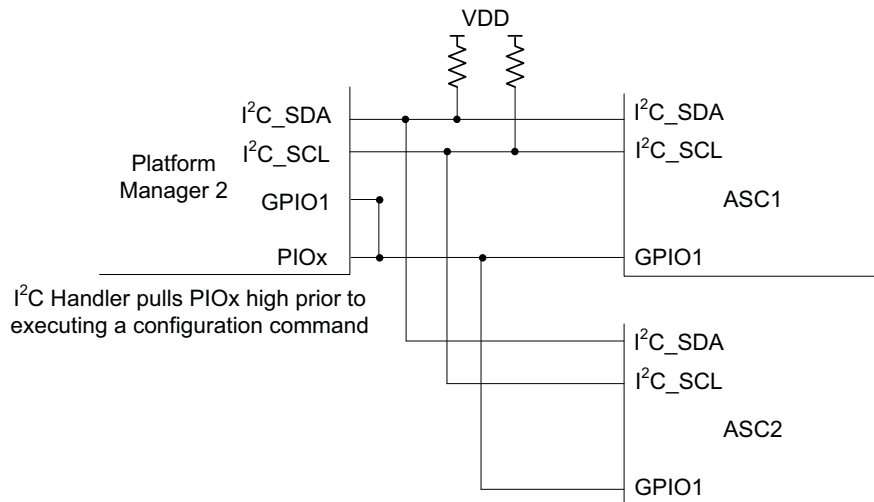 VDD
I²C_SDA
I²C_SCL
Platform
Manager 2
GPIO1
PIOx
I²C_SDA
I²C_SCL
ASC1
GPIO1
I²C Handler pulls PIOx high prior to
executing a configuration command
I²C_SDA
I²C_SCL
ASC2
GPIO1